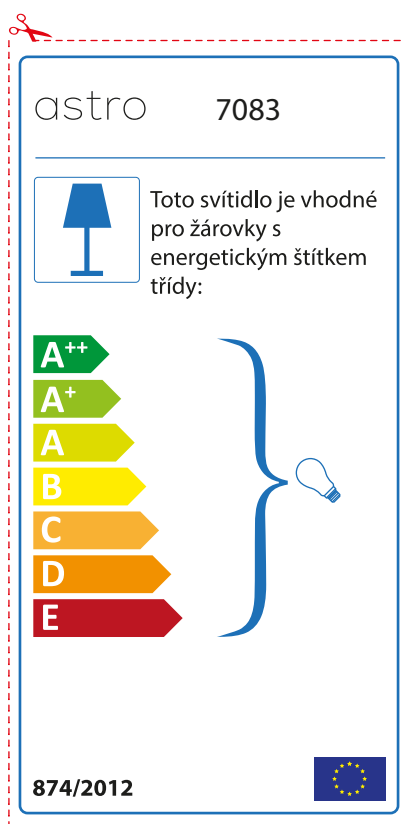 astro 7083
Toto svítidlo je vhodné
pro žárovky s
energetickým štítkem
třídy:
A++
A+
A
B
C
D
E
874/2012